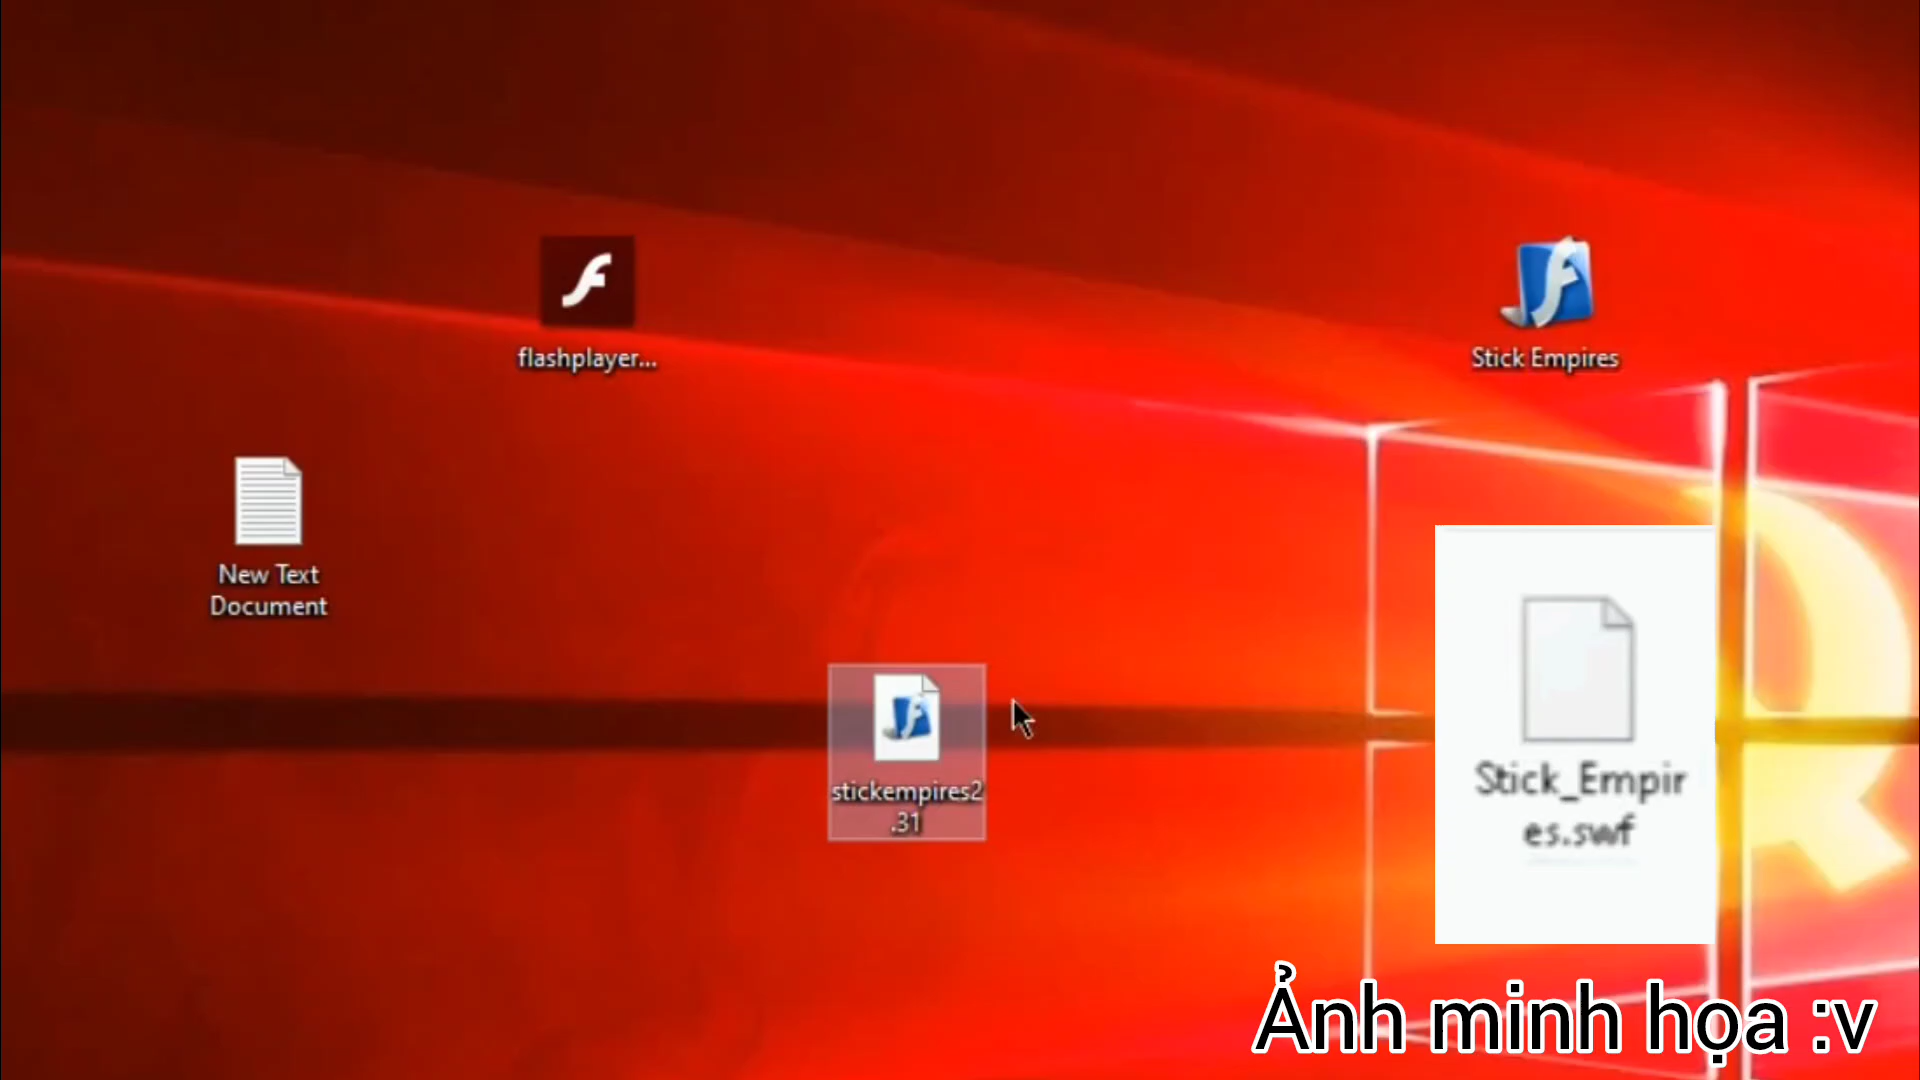 flashplayer...
Stick Empires
New Text
Document
stickempires2
.31
Stick_Empir
es.swf
Ảnh minh họa :v